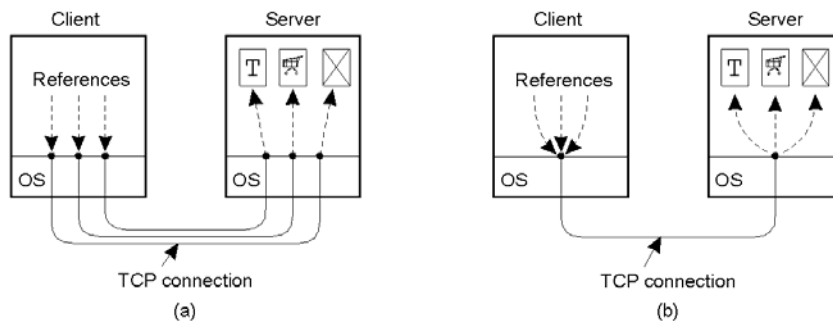 Client
Server
References
T
OS
OS
TCP connection
(a)
Client
Server
References
T
OS
OS
TCP connection
(b)